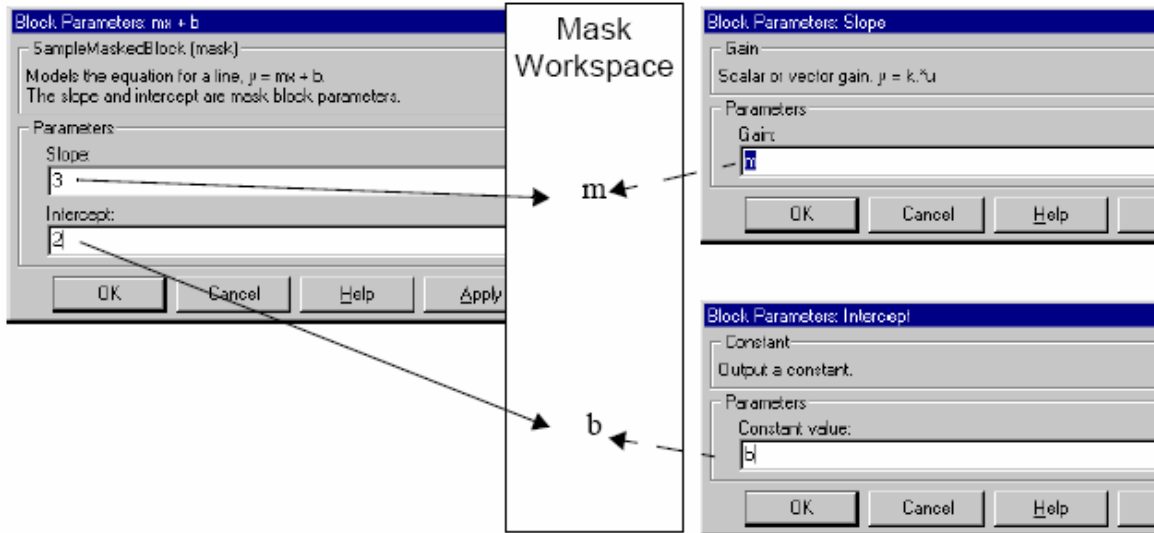 Block Parameters: mx + b
SampleMaskedBlock (mask)
Models the equation for a line, y = mx + b.
The slope and intercept are mask block parameters.
Parameters
Slope:
3
Intercept:
2
OK
Cancel
Help
Apply
Mask
Workspace
m
b
Block Parameters: Slope
Gain
Scalar or vector gain. y = k.*u
Parameters
Gain:
m
OK
Cancel
Help
Block Parameters: Intercept
Constant
Output a constant.
Parameters
Constant value:
b
OK
Cancel
Help